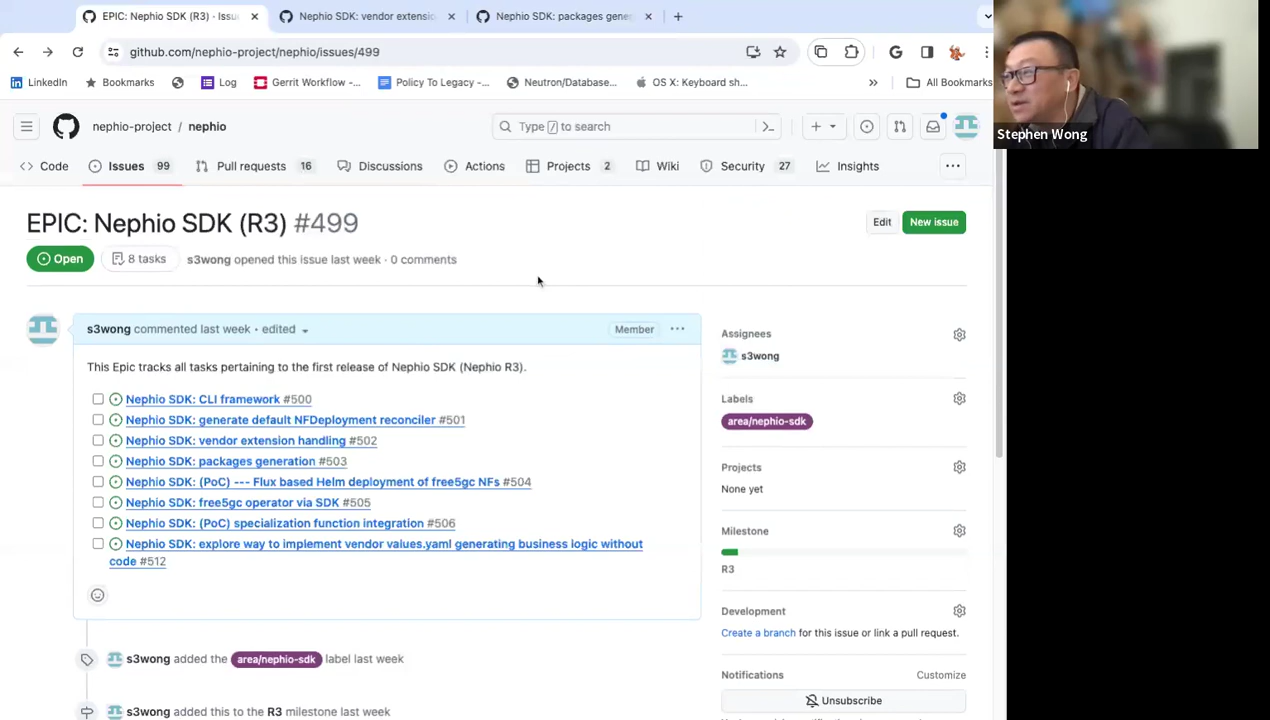 EPIC: Nephio SDK (R3) · Issu
Nephio SDK: vendor extensio
Nephio SDK: packages gene
github.com/nephio-project/nephio/issues/499
LinkedIn
Bookmarks
Log
Gerrit Workflow -...
Policy To Legacy -...
Neutron/Database...
OS X: Keyboard sh...
»
All Bookmarks
nephio-project / nephio
Type / to search
Code
Issues 99
Pull requests 16
Discussions
Actions
Projects 2
Wiki
Security 27
Insights
EPIC: Nephio SDK (R3) #499
Edit
New issue
Open
8 tasks
s3wong opened this issue last week · 0 comments
s3wong commented last week • edited
Member
This Epic tracks all tasks pertaining to the first release of Nephio SDK (Nephio R3).
Nephio SDK: CLI framework #500
Nephio SDK: generate default NFDeployment reconciler #501
Nephio SDK: vendor extension handling #502
Nephio SDK: packages generation #503
Nephio SDK: (PoC) --- Flux based Helm deployment of free5gc NFs #504
Nephio SDK: free5gc operator via SDK #505
Nephio SDK: (PoC) specialization function integration #506
Nephio SDK: explore way to implement vendor values.yaml generating business logic without
code #512
s3wong added the area/nephio-sdk label last week
s3wong added this to the R3 milestone last week
Assignees
s3wong
Labels
area/nephio-sdk
Projects
None yet
Milestone
R3
Development
Create a branch for this issue or link a pull request.
Notifications
Customize
Unsubscribe
Stephen Wong